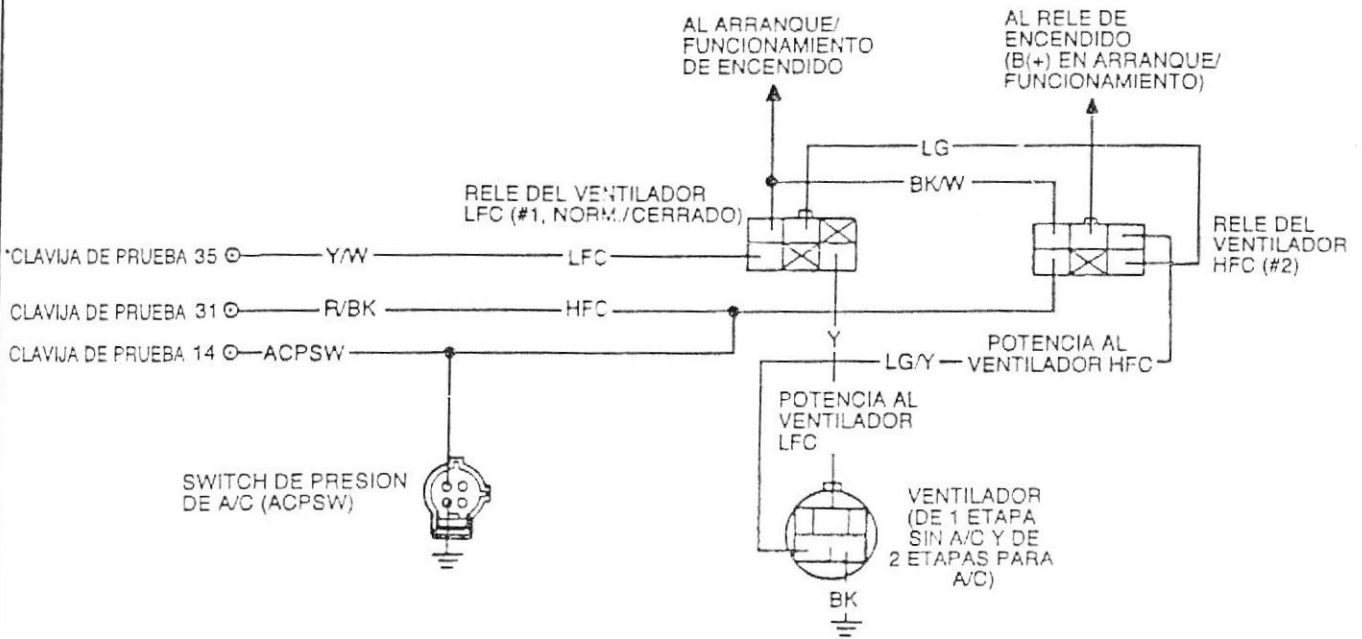 AL ARRANQUE/
FUNCIONAMIENTO
DE ENCENDIDO
AL RELE DE
ENCENDIDO
(B(+) EN ARRANQUE/
FUNCIONAMIENTO)
LG
BK/W
RELE DEL VENTILADOR
LFC (#1, NORM./CERRADO)
RELE DEL
VENTILADOR
HFC (#2)
*CLAVIJA DE PRUEBA 35
Y/W
LFC
CLAVIJA DE PRUEBA 31
R/BK
HFC
CLAVIJA DE PRUEBA 14
ACPSW
Y
LG/Y
POTENCIA AL
VENTILADOR HFC
POTENCIA AL
VENTILADOR
LFC
SWITCH DE PRESION
DE A/C (ACPSW)
VENTILADOR
(DE 1 ETAPA
SIN A/C Y DE
2 ETAPAS PARA
A/C)
BK